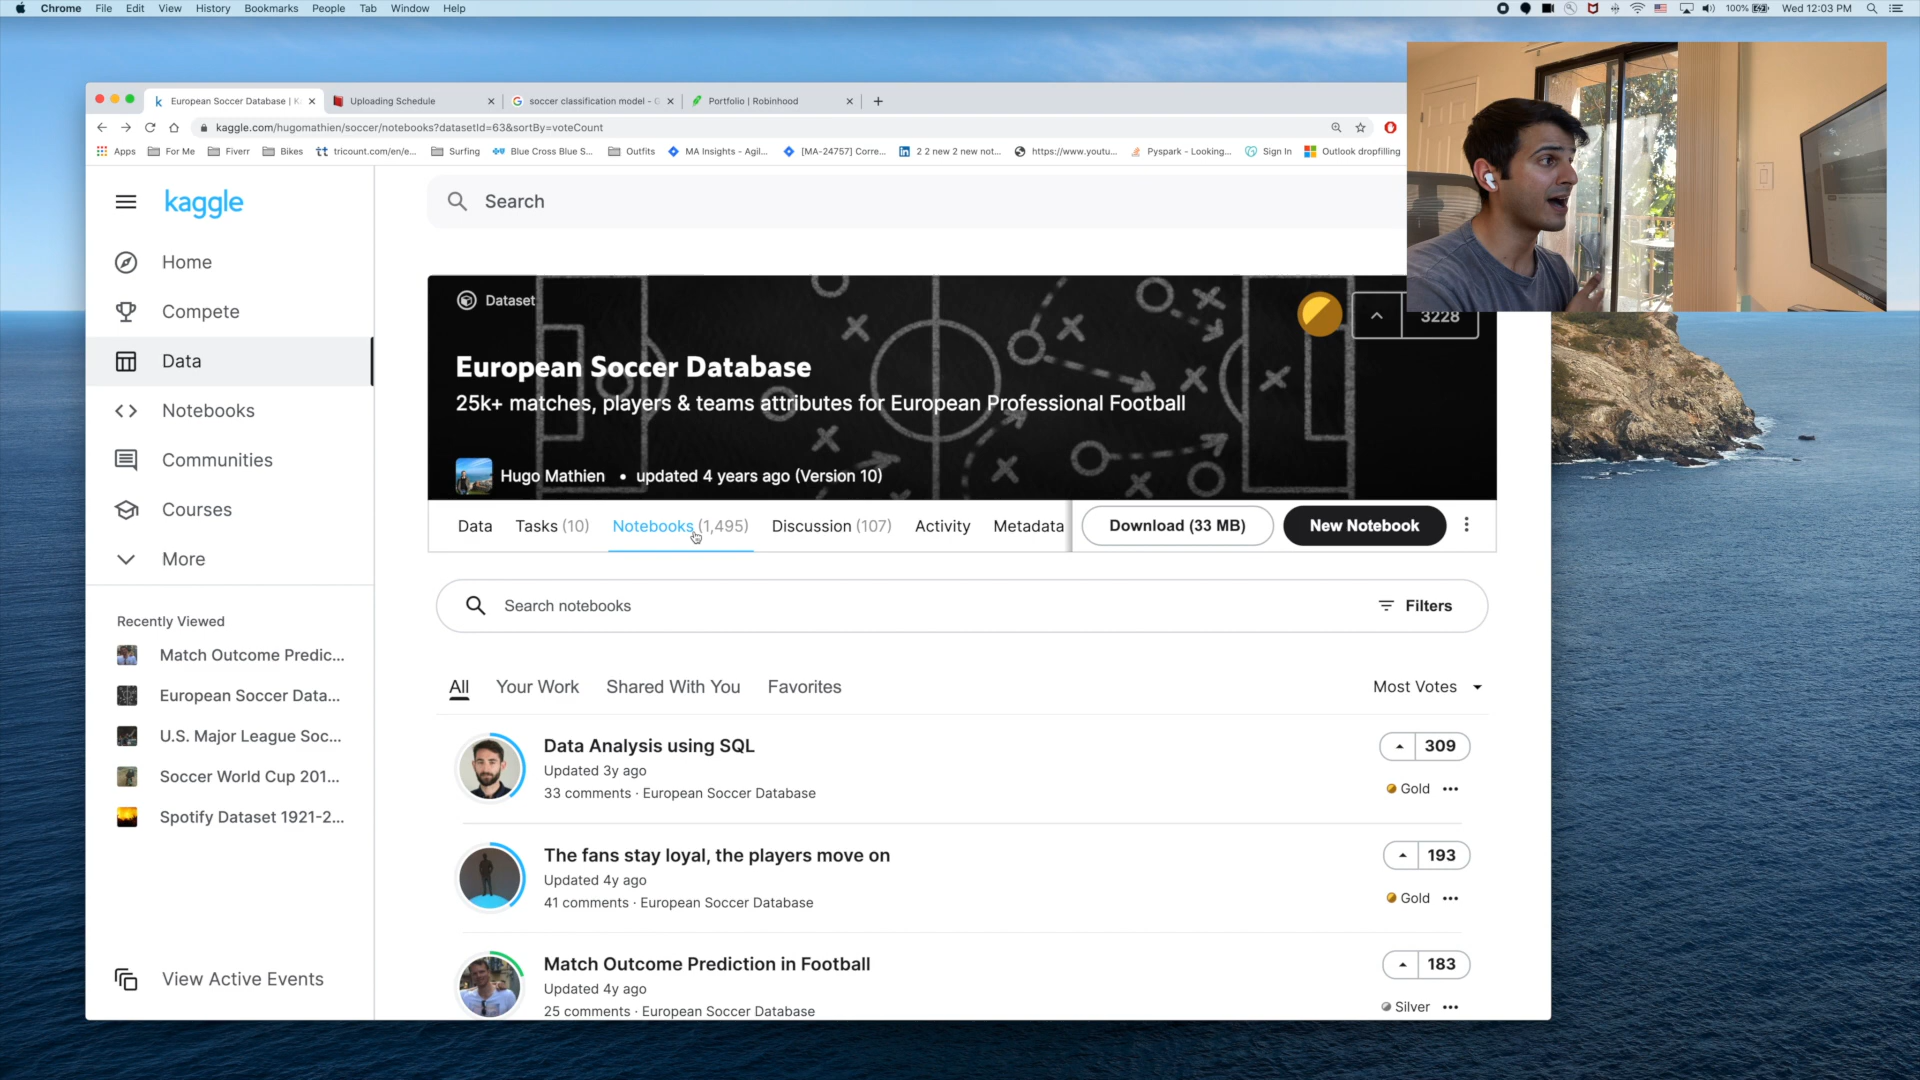 Chrome File Edit View History Bookmarks People Tab Window Help
100% Wed 12:03 PM
European Soccer Database | K
Uploading Schedule
soccer classification model - G
Portfolio | Robinhood
kaggle.com/hugomathien/soccer/notebooks?datasetId=63&sortBy=voteCount
Apps For Me Fiverr Bikes tricount.com/en/e... Surfing Blue Cross Blue S... Outfits MA Insights - Agil... [MA-24757] Corre... 2 2 new 2 new not... https://www.youtu... Pyspark - Looking... Sign In Outlook dropfilling
kaggle
Search
Home
Compete
Data
Notebooks
Communities
Courses
More
Recently Viewed
Match Outcome Predic...
European Soccer Data...
U.S. Major League Soc...
Soccer World Cup 201...
Spotify Dataset 1921-2...
View Active Events
Dataset
3228
European Soccer Database
25k+ matches, players & teams attributes for European Professional Football
Hugo Mathien • updated 4 years ago (Version 10)
Data Tasks (10) Notebooks (1,495) Discussion (107) Activity Metadata Download (33 MB) New Notebook
Search notebooks
Filters
All Your Work Shared With You Favorites
Most Votes
Data Analysis using SQL
309
Updated 3y ago
33 comments · European Soccer Database
Gold
The fans stay loyal, the players move on
193
Updated 4y ago
41 comments · European Soccer Database
Gold
Match Outcome Prediction in Football
183
Updated 4y ago
25 comments · European Soccer Database
Silver